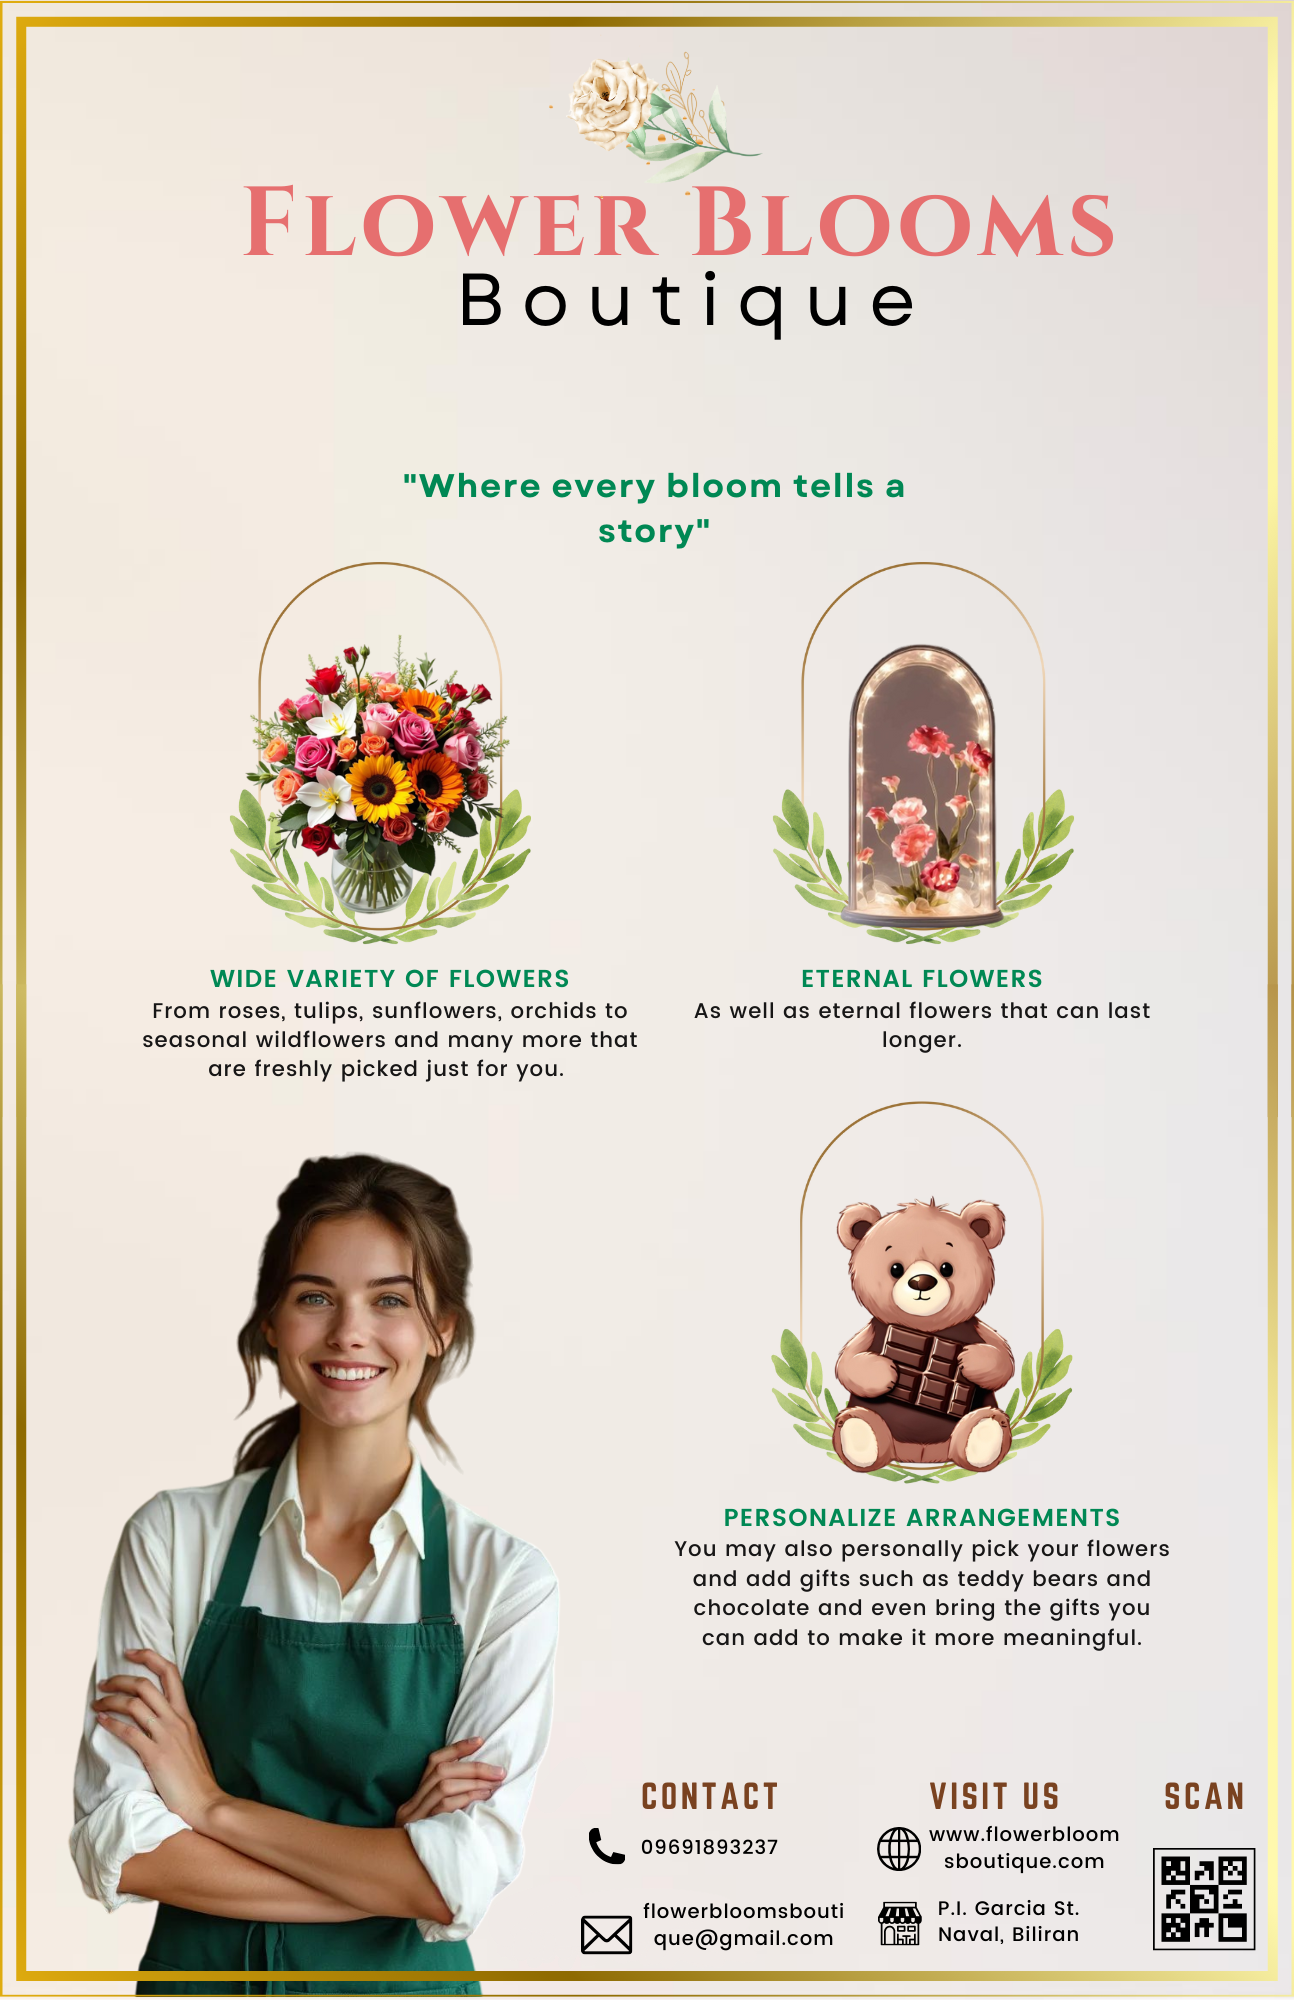 Flower Blooms
Boutique
"Where every bloom tells a
story"
WIDE VARIETY OF FLOWERS
From roses, tulips, sunflowers, orchids to
seasonal wildflowers and many more that
are freshly picked just for you.
ETERNAL FLOWERS
As well as eternal flowers that can last
longer.
PERSONALIZE ARRANGEMENTS
You may also personally pick your flowers
and add gifts such as teddy bears and
chocolate and even bring the gifts you
can add to make it more meaningful.
CONTACT
09691893237
flowerbloomsbouti
que@gmail.com
VISIT US
www.flowerbloom
sboutique.com
P.I. Garcia St.
Naval, Biliran
SCAN